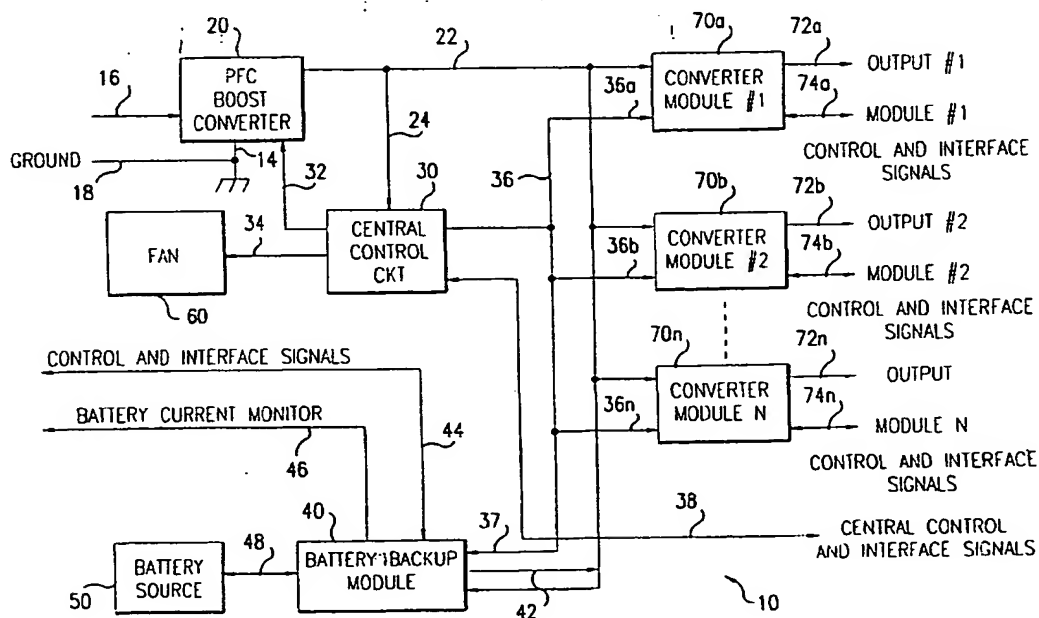 20
22
70a
72a
16
PFC
BOOST
CONVERTER
36a
CONVERTER
MODULE #1
OUTPUT #1
74a
MODULE #1
CONTROL AND INTERFACE
SIGNALS
24
14
GROUND
18
32
30
36
70b
72b
OUTPUT #2
34
CENTRAL
CONTROL
CKT
36b
CONVERTER
MODULE #2
74b
MODULE #2
CONTROL AND INTERFACE
SIGNALS
FAN
60
70n
72n
OUTPUT
CONTROL AND INTERFACE SIGNALS
36n
CONVERTER
MODULE N
74n
MODULE N
CONTROL AND INTERFACE
SIGNALS
BATTERY CURRENT MONITOR
46
44
38
40
37
CENTRAL CONTROL
AND INTERFACE SIGNALS
BATTERY
SOURCE
50
48
BATTERY BACKUP
MODULE
42
10